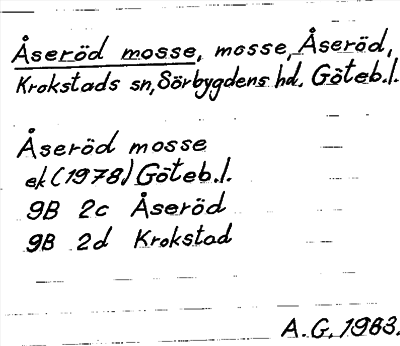 Åseröd mosse, mosse, Åseröd,
Krokstads sn, Sörbygdens hd. Göteb.l.
Åseröd mosse
ek (1978) Göteb.l.
9B 2c Åseröd
9B 2d Krokstad
A.G. 1983.